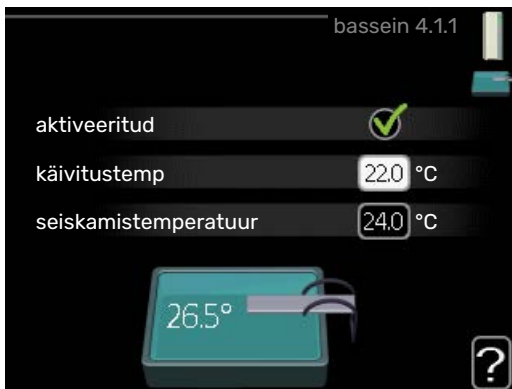 bassein 4.1.1
aktiveeritud
käivitustemp 22.0 °C
seiskamistemperatuur 24.0 °C
26.5°
?